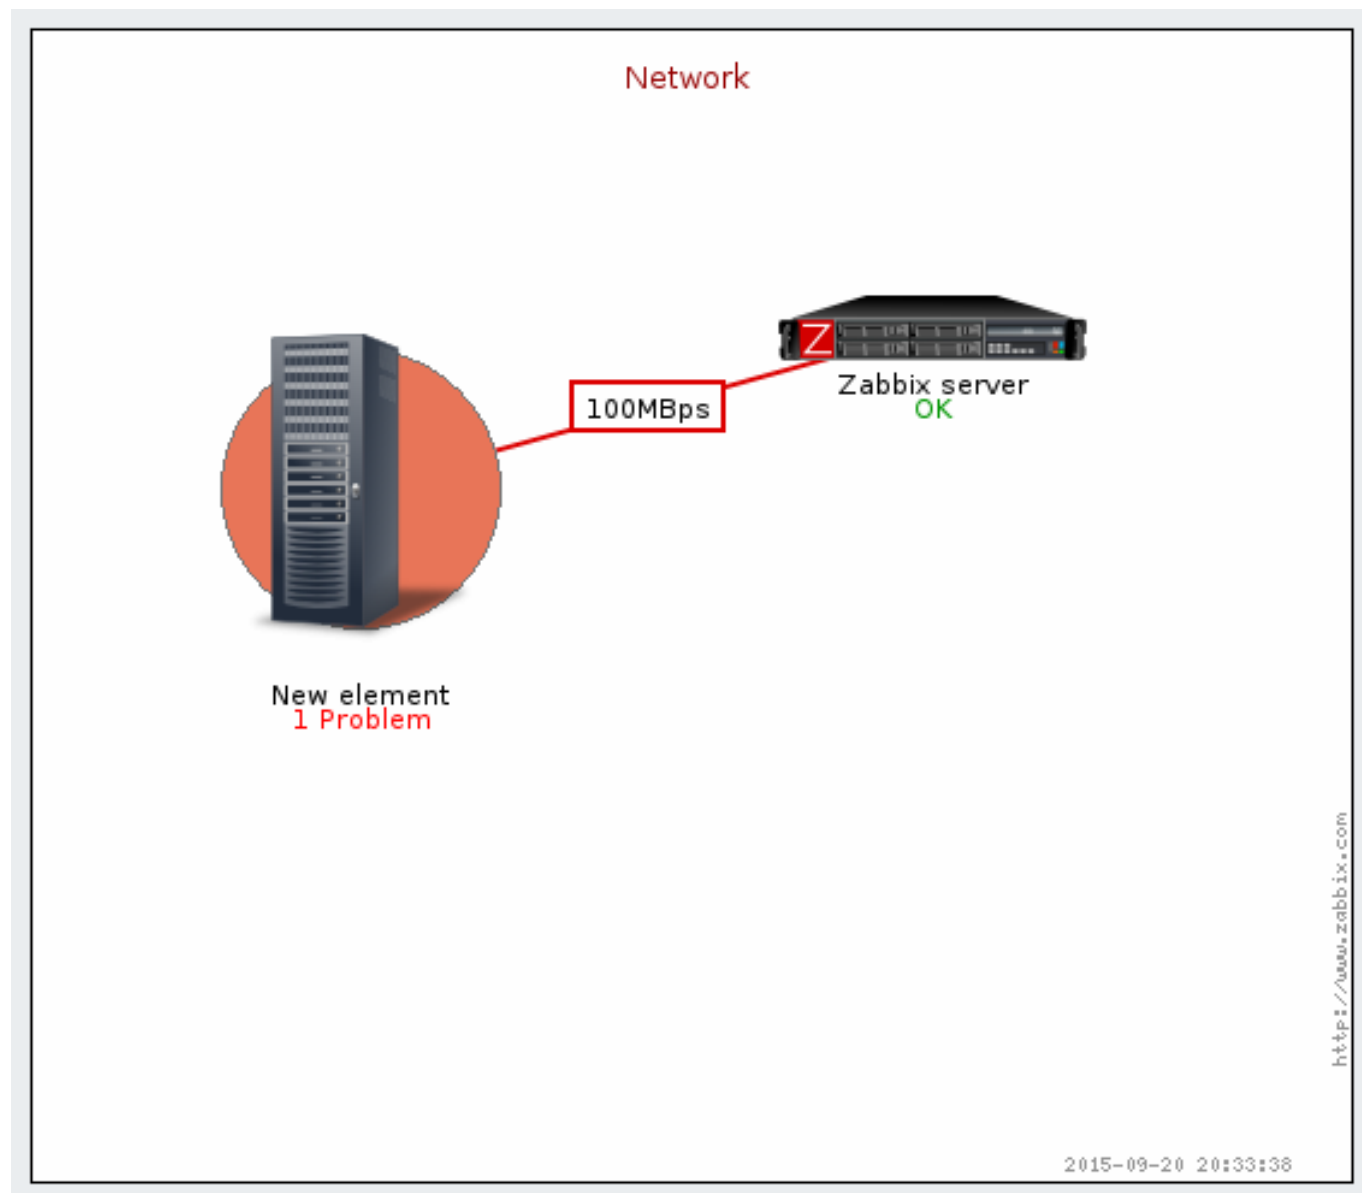 Network
Z
Zabbix server
OK
100MBps
New element
1 Problem
http://www.zabbix.com
2015-09-20 20:33:38